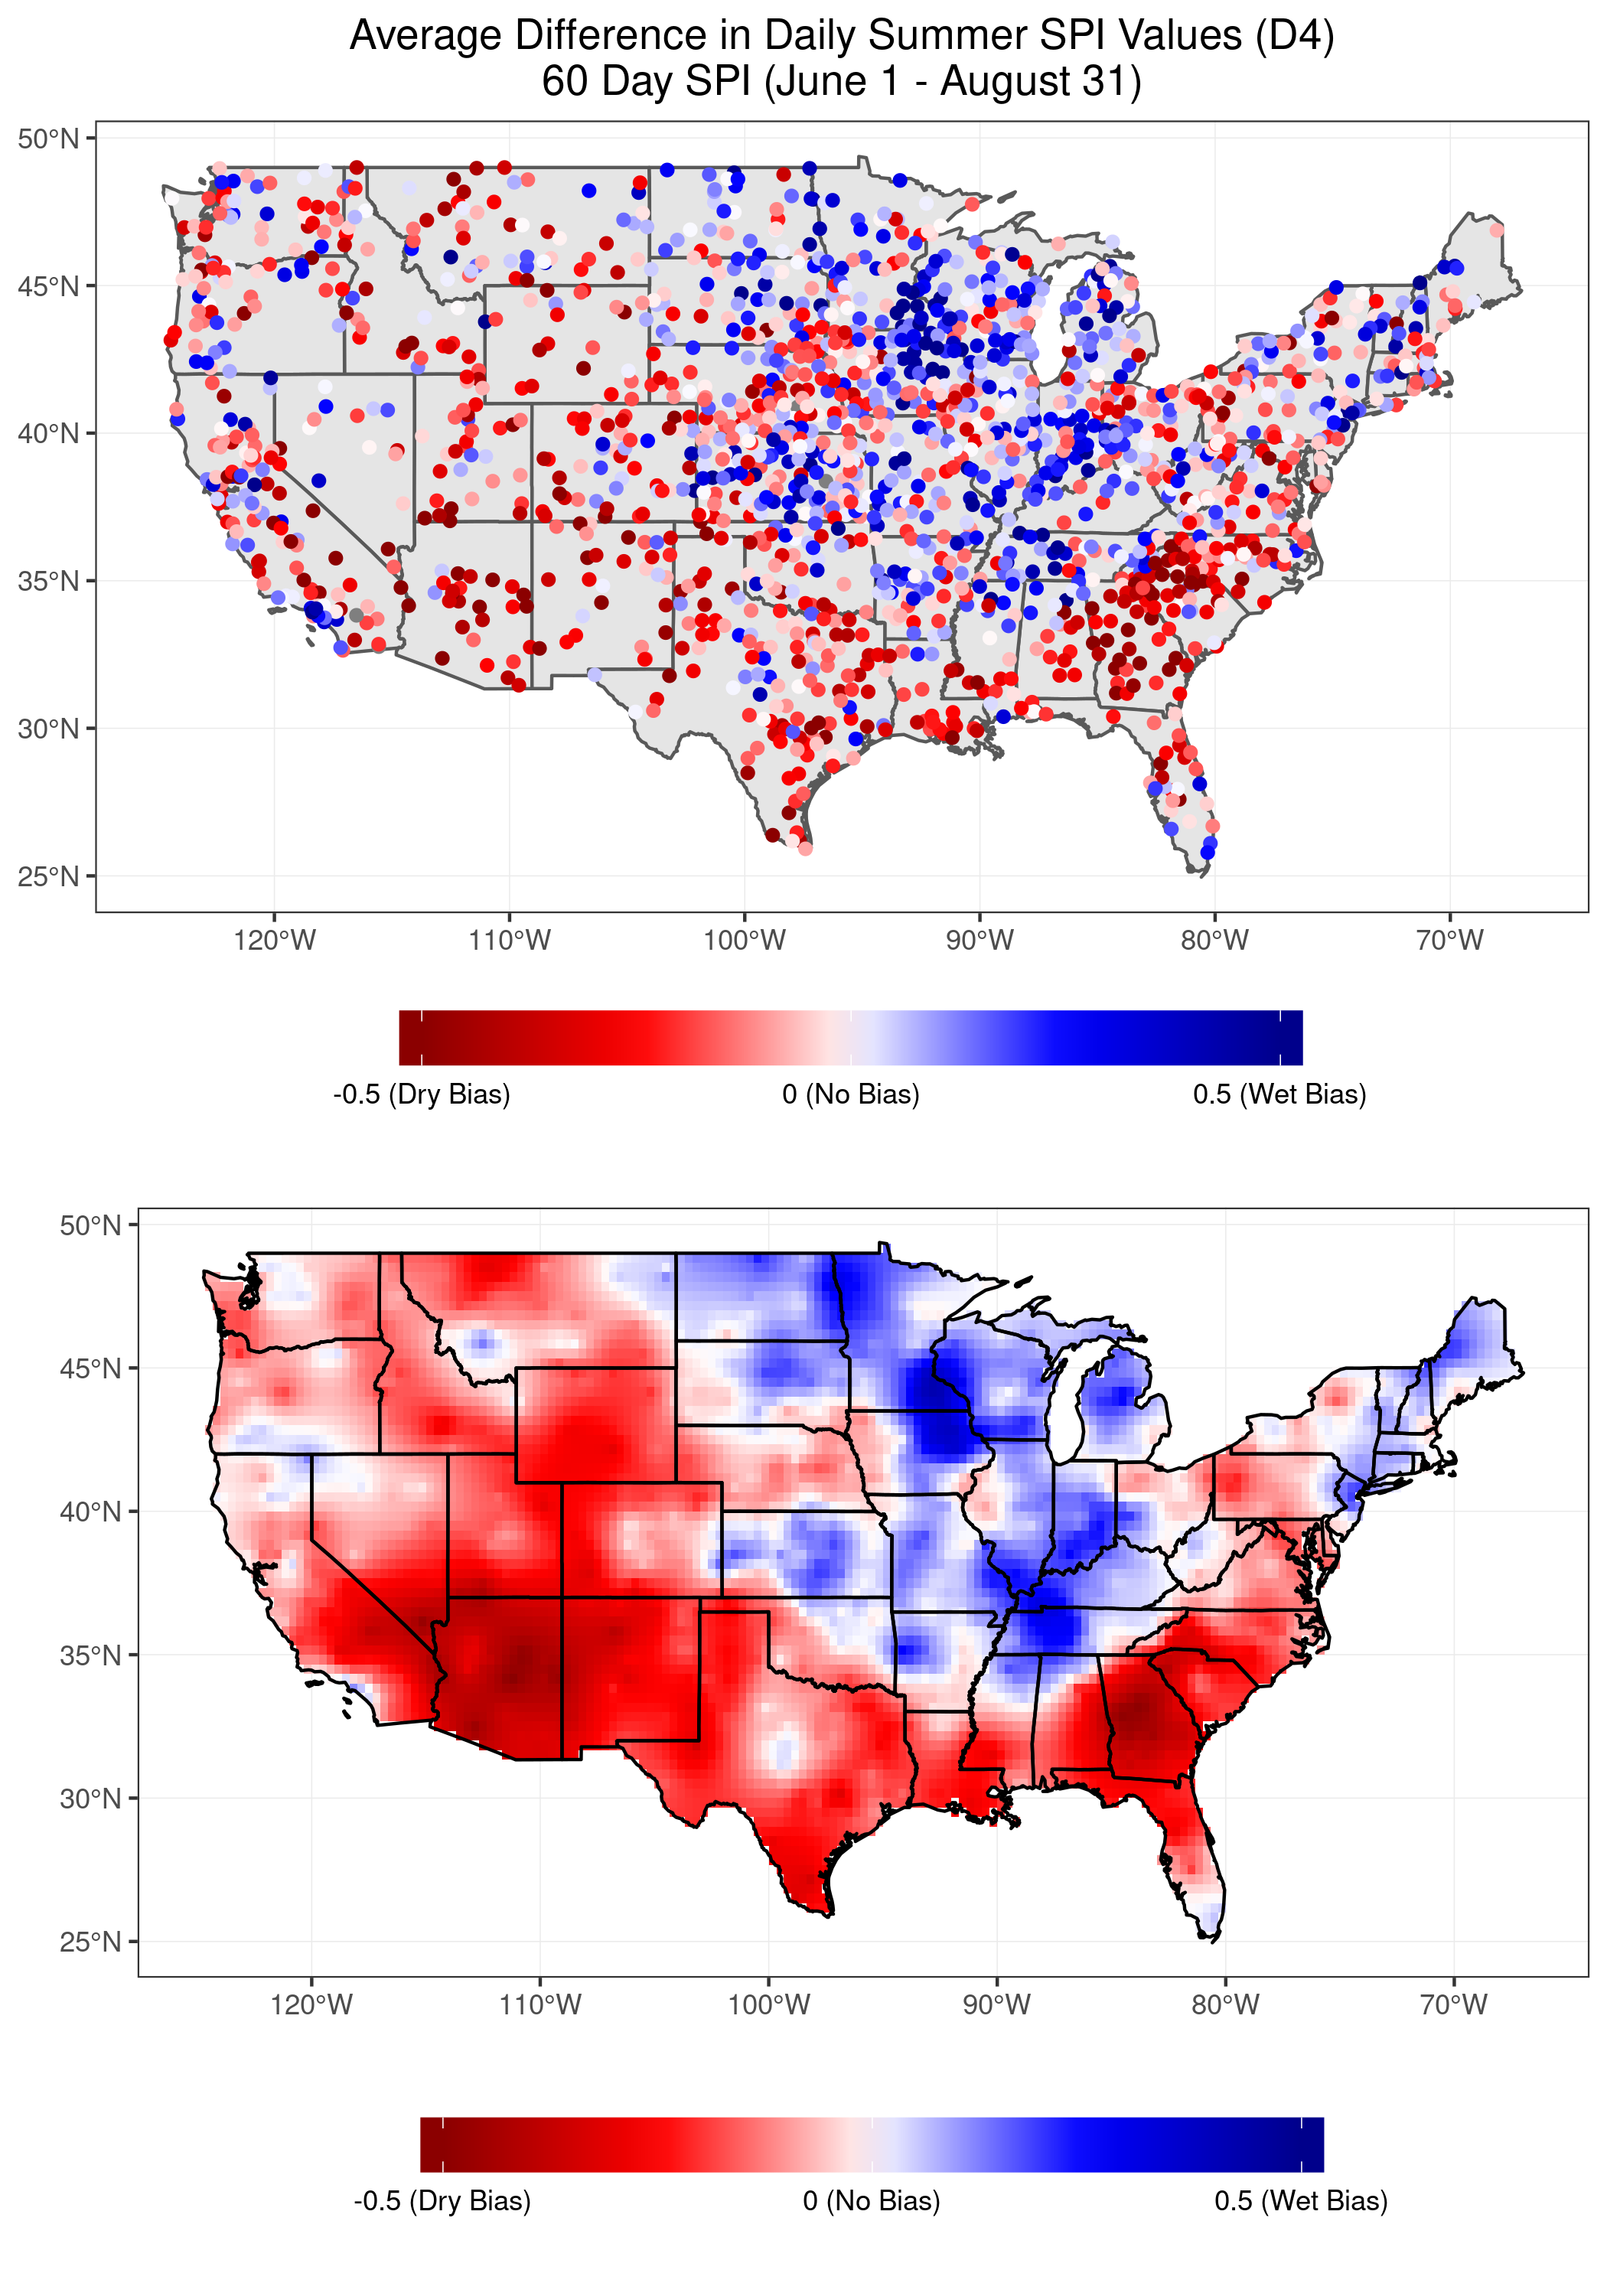 Average Difference in Daily Summer SPI Values (D4)
60 Day SPI (June 1 - August 31)
50°N
45°N
40°N
35°N
30°N
25°N
120°W 110°W 100°W 90°W 80°W 70°W
-0.5 (Dry Bias) 0 (No Bias) 0.5 (Wet Bias)
50°N
45°N
40°N
35°N
30°N
25°N
120°W 110°W 100°W 90°W 80°W 70°W
-0.5 (Dry Bias) 0 (No Bias) 0.5 (Wet Bias)